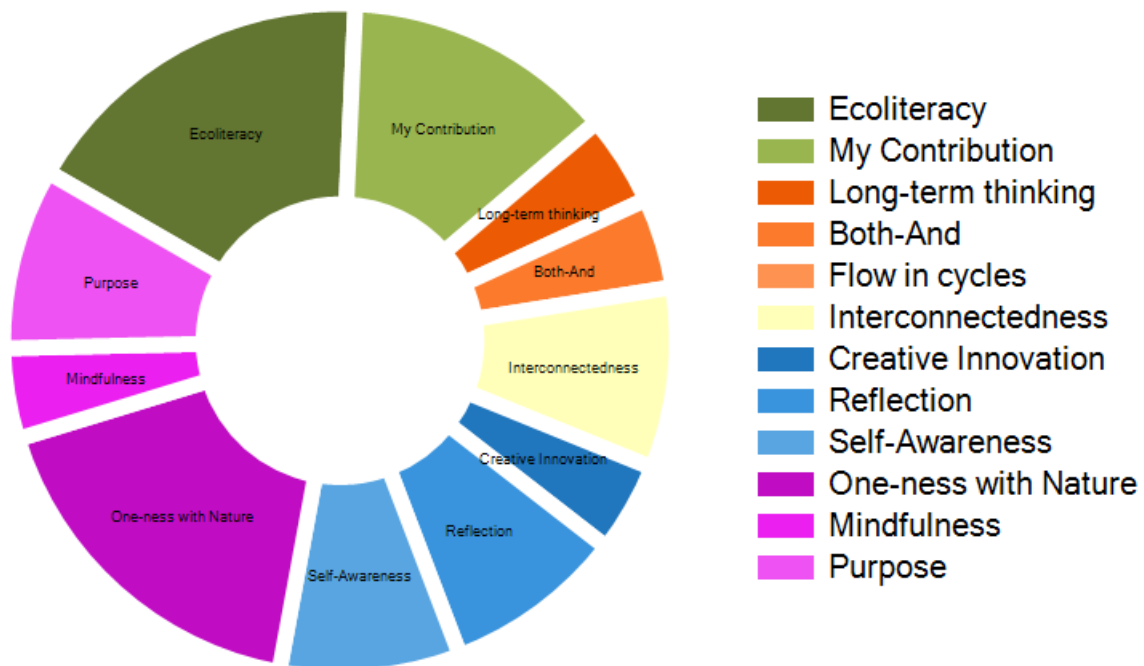 Ecoliteracy
My Contribution
Long-term thinking
Both-And
Interconnectedness
Creative Innovation
Reflection
Self-Awareness
One-ness with Nature
Mindfulness
Purpose
Ecoliteracy
My Contribution
Long-term thinking
Both-And
Flow in cycles
Interconnectedness
Creative Innovation
Reflection
Self-Awareness
One-ness with Nature
Mindfulness
Purpose